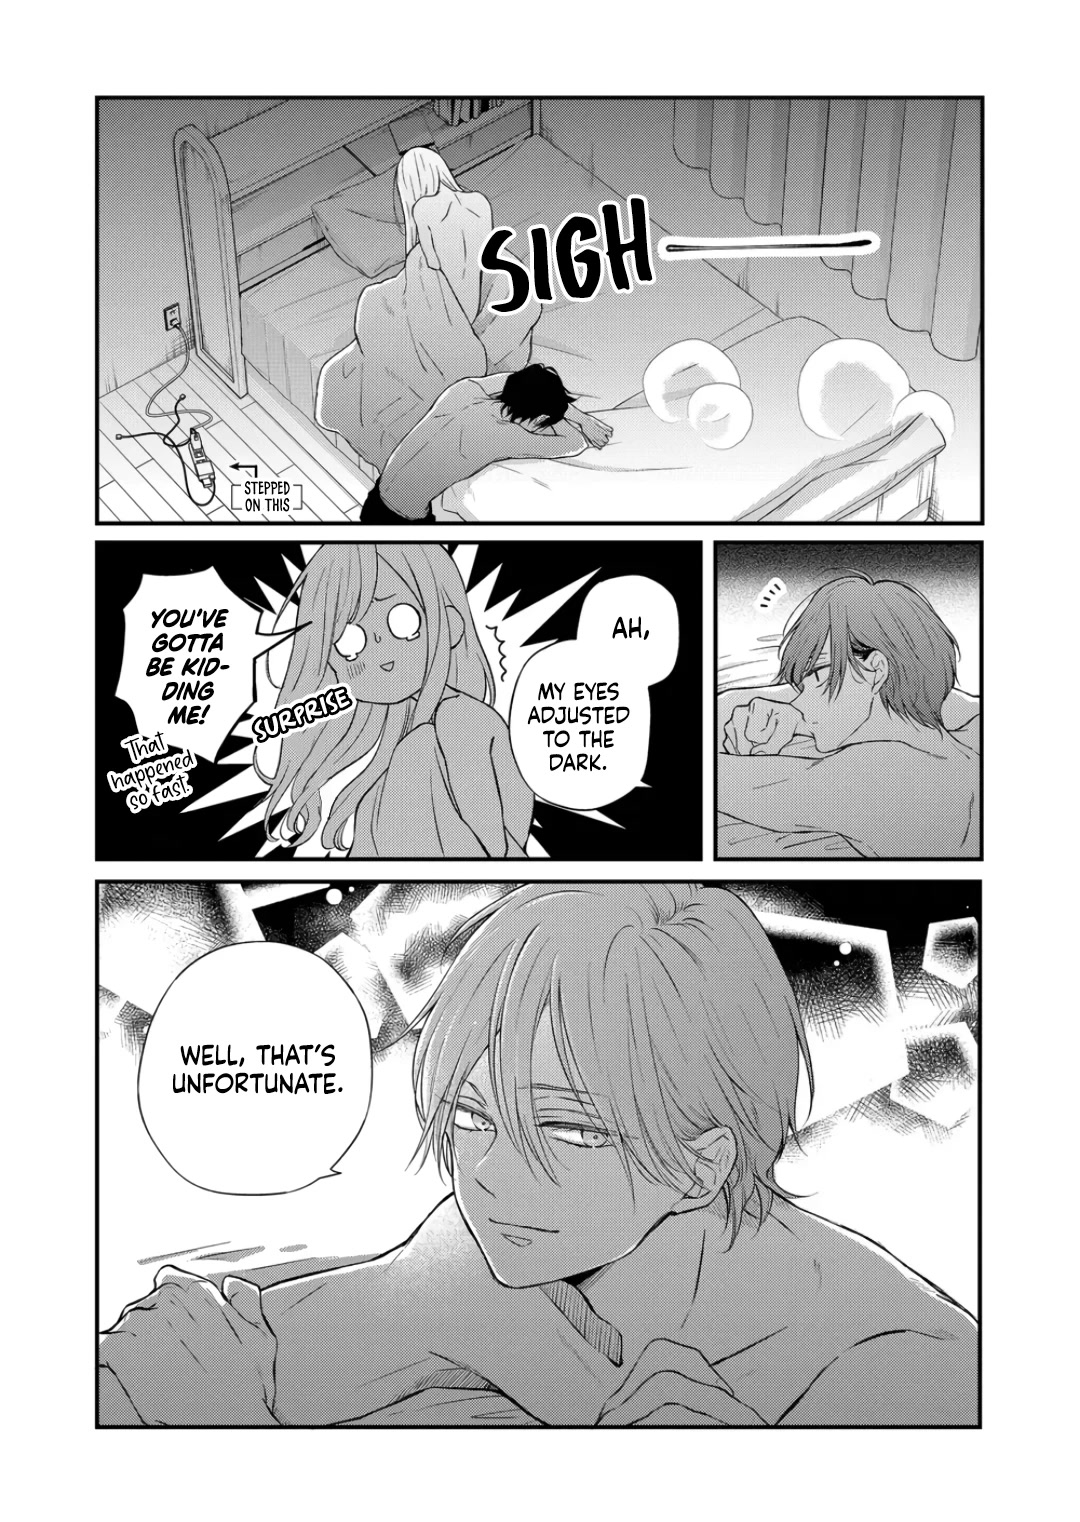 SIGH
STEPPED
ON THIS
AH,
MY EYES
ADJUSTED
TO THE
DARK.
SURPRISE
YOU'VE
GOTTA
BE KID-
DING
ME!
That
happened
so fast.
WELL, THAT'S
UNFORTUNATE.